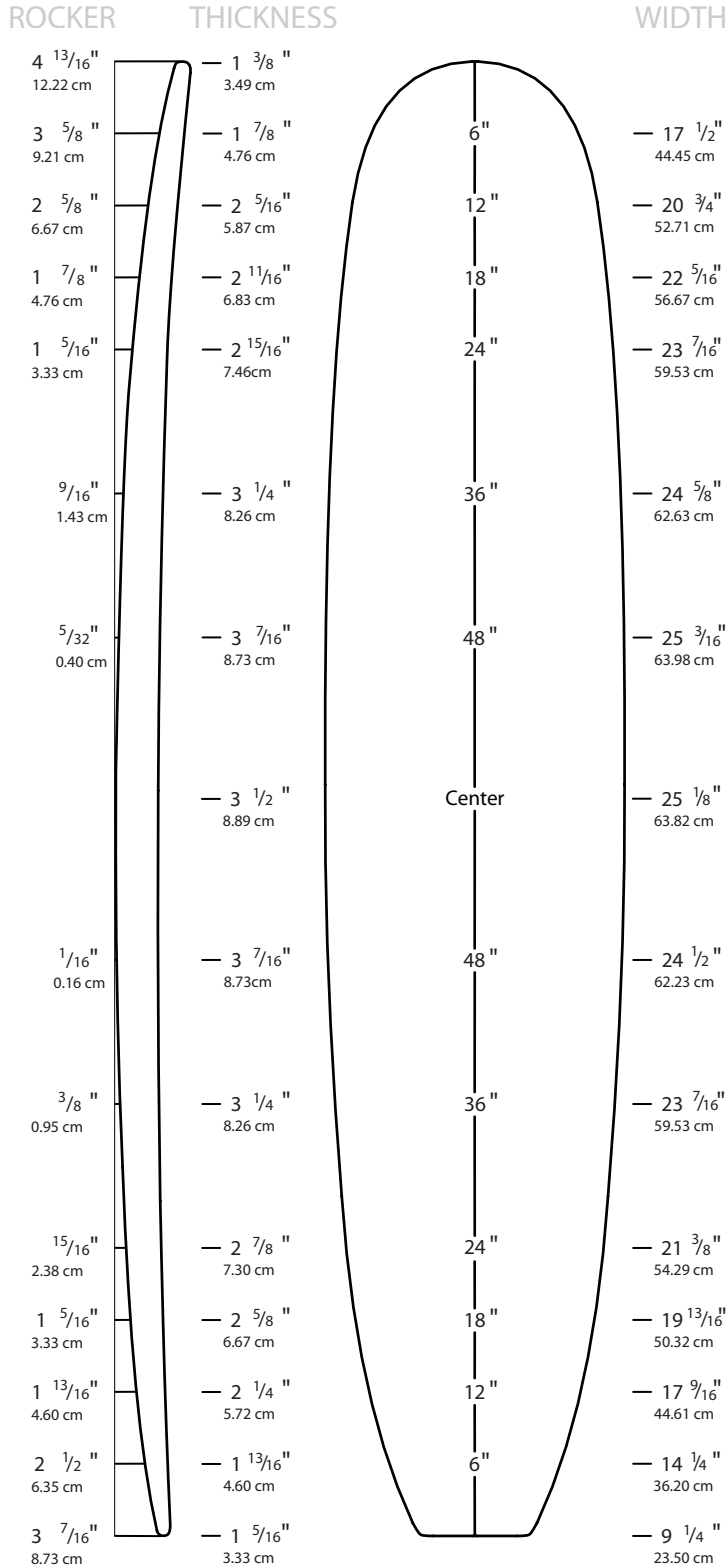 ROCKER THICKNESS WIDTH
4 13/16" 1 3/8 "
12.22 cm 3.49 cm
3 5/8 " 1 7/8 " 6" 17 1/2"
9.21 cm 4.76 cm 44.45 cm
2 5/8 " 2 5/16" 12" 20 3/4"
6.67 cm 5.87 cm 52.71 cm
1 7/8 " 2 11/16" 18" 22 5/16"
4.76 cm 6.83 cm 56.67 cm
1 5/16" 2 15/16" 24" 23 7/16"
3.33 cm 7.46cm 59.53 cm
9/16" 3 1/4 " 36" 24 5/8"
1.43 cm 8.26 cm 62.63 cm
5/32" 3 7/16" 48" 25 3/16"
0.40 cm 8.73 cm 63.98 cm
3 1/2 " Center 25 1/8"
8.89 cm 63.82 cm
1/16" 3 7/16" 48" 24 1/2"
0.16 cm 8.73cm 62.23 cm
3/8 " 3 1/4 " 36" 23 7/16"
0.95 cm 8.26 cm 59.53 cm
15/16" 2 7/8 " 24" 21 3/8"
2.38 cm 7.30 cm 54.29 cm
1 5/16" 2 5/8 " 18" 19 13/16"
3.33 cm 6.67 cm 50.32 cm
1 13/16" 2 1/4 " 12" 17 9/16"
4.60 cm 5.72 cm 44.61 cm
2 1/2 " 1 13/16" 6" 14 1/4"
6.35 cm 4.60 cm 36.20 cm
3 7/16" 1 5/16" 9 1/4 "
8.73 cm 3.33 cm 23.50 cm